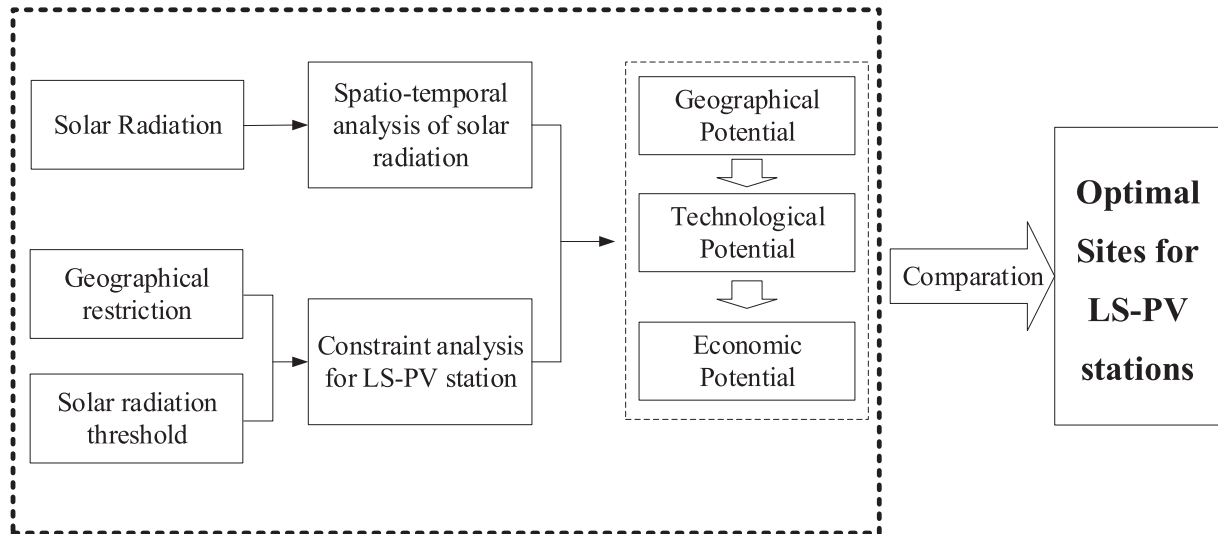 Solar Radiation
Spatio-temporal
analysis of solar
radiation
Geographical
restriction
Solar radiation
threshold
Constraint analysis
for LS-PV station
Geographical
Potential
Technological
Potential
Economic
Potential
Comparation
Optimal
Sites for
LS-PV
stations